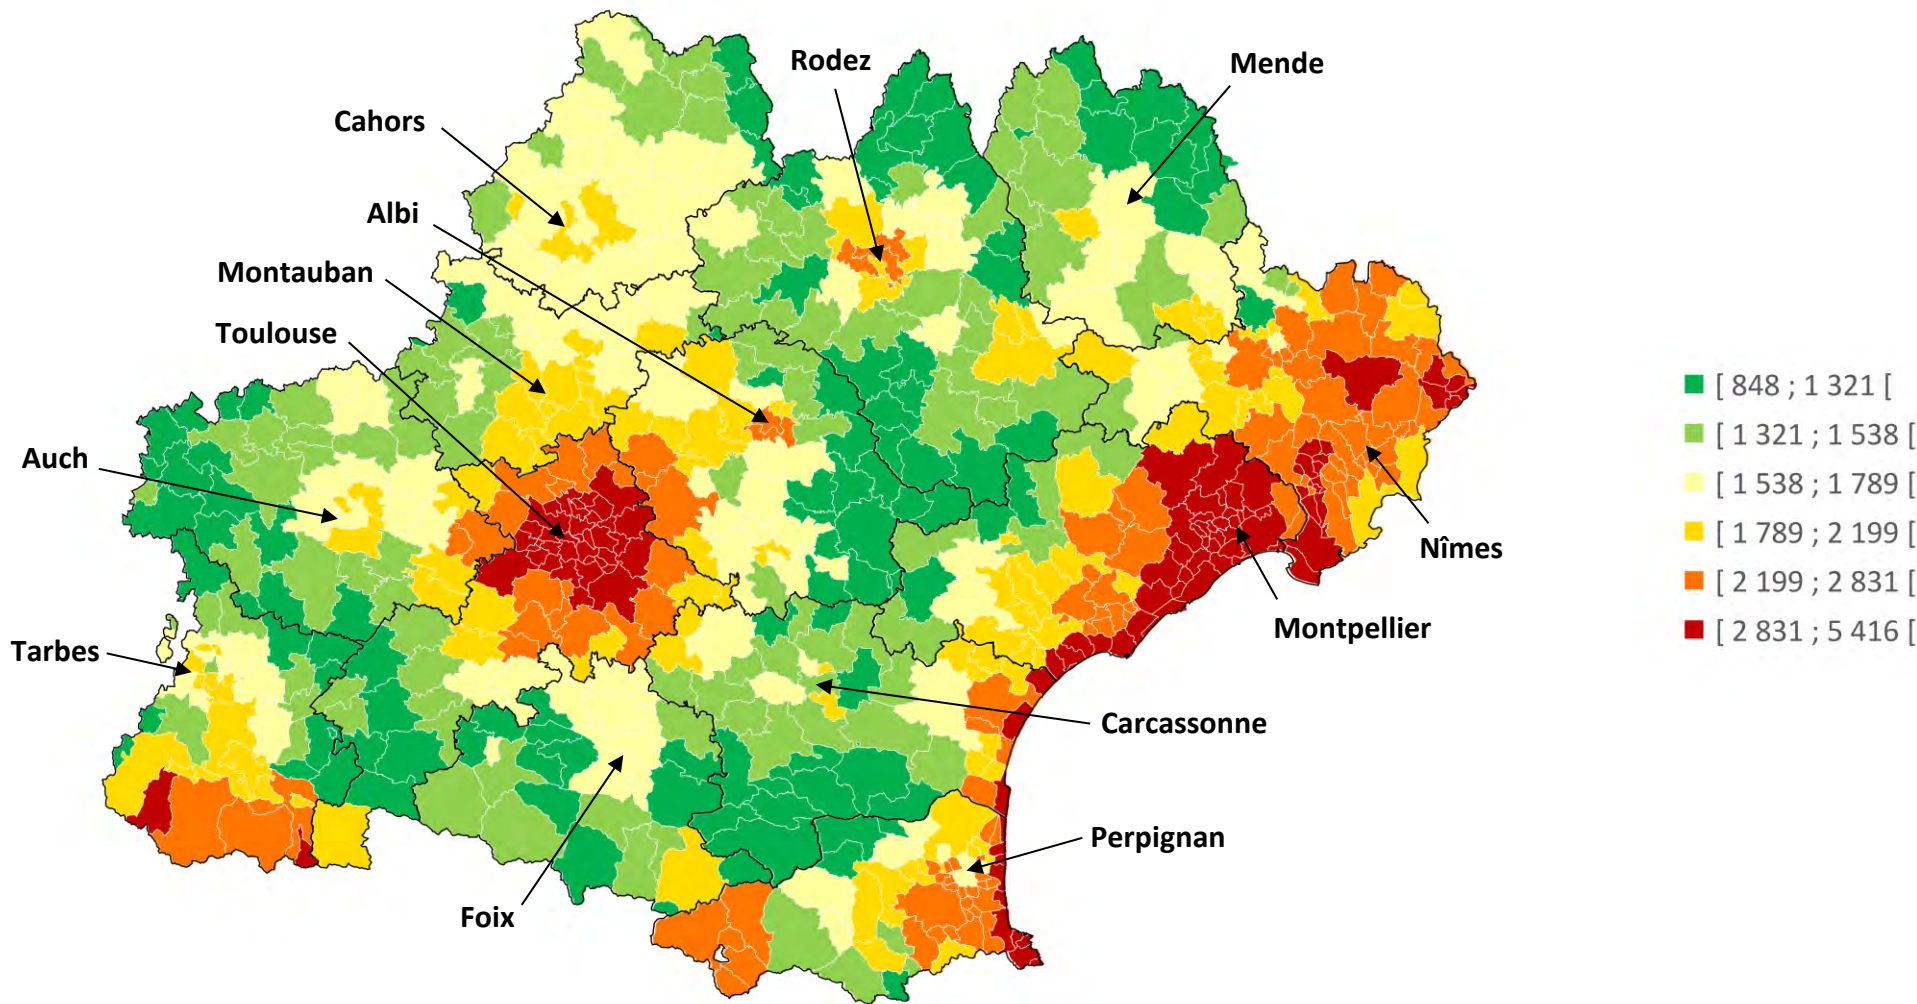 Rodez
Mende
Cahors
Albi
Montauban
Toulouse
Auch
Nîmes
Montpellier
Tarbes
Carcassonne
Perpignan
Foix
[ 848 ; 1 321 [
[ 1 321 ; 1 538 [
[ 1 538 ; 1 789 [
[ 1 789 ; 2 199 [
[ 2 199 ; 2 831 [
[ 2 831 ; 5 416 [